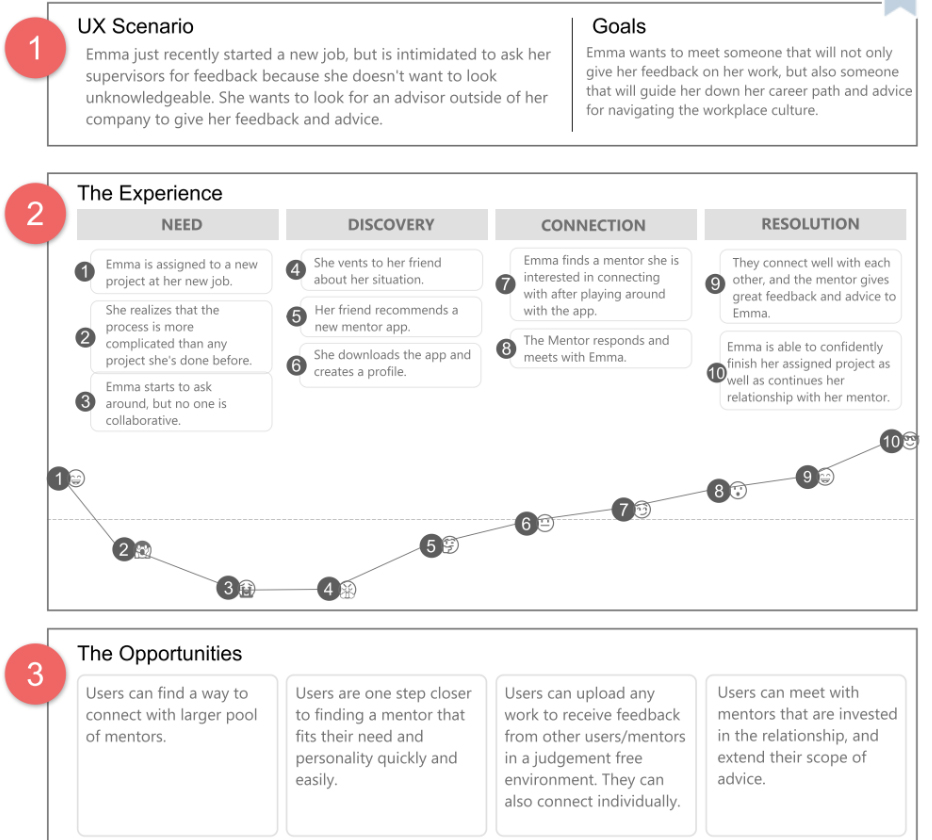 1
UX Scenario
Emma just recently started a new job, but is intimidated to ask her
supervisors for feedback because she doesn't want to look
unknowledgeable. She wants to look for an advisor outside of her
company to give her feedback and advice.
Goals
Emma wants to meet someone that will not only
give her feedback on her work, but also someone
that will guide her down her career path and advice
for navigating the workplace culture.
2
The Experience
NEED
1
Emma is assigned to a new
project at her new job.
2
She realizes that the
process is more
complicated than any
project she's done before.
3
Emma starts to ask
around, but no one is
collaborative.
DISCOVERY
4
She vents to her friend
about her situation.
5
Her friend recommends a
new mentor app.
6
She downloads the app and
creates a profile.
CONNECTION
7
Emma finds a mentor she is
interested in connecting
with after playing around
with the app.
8
The Mentor responds and
meets with Emma.
RESOLUTION
9
They connect well with each
other, and the mentor gives
great feedback and advice to
Emma.
10
Emma is able to confidently
finish her assigned project as
well as continues her
relationship with her mentor.
1
2
3
4
5
6
7
8
9
10
3
The Opportunities
Users can find a way to
connect with larger pool
of mentors.
Users are one step closer
to finding a mentor that
fits their need and
personality quickly and
easily.
Users can upload any
work to receive feedback
from other users/mentors
in a judgement free
environment. They can
also connect individually.
Users can meet with
mentors that are invested
in the relationship, and
extend their scope of
advice.